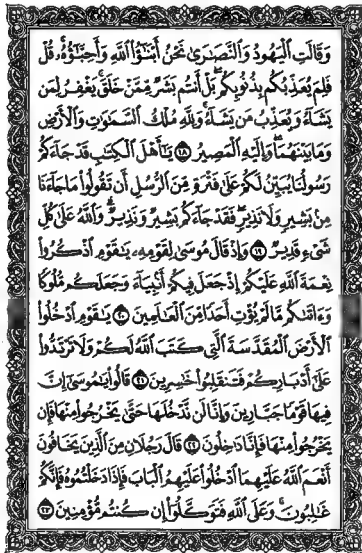 وَقَالَتِ ٱلْيَهُودُ وَٱلنَّصَـٰرَىٰ نَحْنُ أَبْنَـٰٓؤُا۟ ٱللَّهِ وَأَحِبَّـٰٓؤُهُۥ ۚ قُلْ
فَلِمَ يُعَذِّبُكُم بِذُنُوبِكُم ۖ بَلْ أَنتُم بَشَرٌ مِّمَّنْ خَلَقَ ۚ يَغْفِرُ لِمَن
يَشَآءُ وَيُعَذِّبُ مَن يَشَآءُ ۚ وَلِلَّهِ مُلْكُ ٱلسَّمَـٰوَٰتِ وَٱلْأَرْضِ
وَمَا بَيْنَهُمَا ۖ وَإِلَيْهِ ٱلْمَصِيرُ ١٨ يَـٰٓأَهْلَ ٱلْكِتَـٰبِ قَدْ جَآءَكُمْ
رَسُولُنَا يُبَيِّنُ لَكُمْ عَلَىٰ فَتْرَةٍ مِّنَ ٱلرُّسُلِ أَن تَقُولُوا۟ مَا جَآءَنَا
مِنۢ بَشِيرٍ وَلَا نَذِيرٍ ۖ فَقَدْ جَآءَكُم بَشِيرٌ وَنَذِيرٌ ۗ وَٱللَّهُ عَلَىٰ كُلِّ
شَىْءٍ قَدِيرٌ ١٩ وَإِذْ قَالَ مُوسَىٰ لِقَوْمِهِۦ يَـٰقَوْمِ ٱذْكُرُوا۟
نِعْمَةَ ٱللَّهِ عَلَيْكُمْ إِذْ جَعَلَ فِيكُمْ أَنۢبِيَآءَ وَجَعَلَكُم مُّلُوكًا
وَءَاتَىٰكُم مَّا لَمْ يُؤْتِ أَحَدًا مِّنَ ٱلْعَـٰلَمِينَ ٢٠ يَـٰقَوْمِ ٱدْخُلُوا۟
ٱلْأَرْضَ ٱلْمُقَدَّسَةَ ٱلَّتِى كَتَبَ ٱللَّهُ لَكُمْ وَلَا تَرْتَدُّوا۟
عَلَىٰٓ أَدْبَارِكُمْ فَتَنقَلِبُوا۟ خَـٰسِرِينَ ٢١ قَالُوا۟ يَـٰمُوسَىٰٓ إِنَّ
فِيهَا قَوْمًا جَبَّارِينَ وَإِنَّا لَن نَّدْخُلَهَا حَتَّىٰ يَخْرُجُوا۟ مِنْهَا فَإِن
يَخْرُجُوا۟ مِنْهَا فَإِنَّا دَٰخِلُونَ ٢٢ قَالَ رَجُلَانِ مِنَ ٱلَّذِينَ يَخَافُونَ
أَنْعَمَ ٱللَّهُ عَلَيْهِمَا ٱدْخُلُوا۟ عَلَيْهِمُ ٱلْبَابَ فَإِذَا دَخَلْتُمُوهُ فَإِنَّكُمْ
غَـٰلِبُونَ ۚ وَعَلَى ٱللَّهِ فَتَوَكَّلُوٓا۟ إِن كُنتُم مُّؤْمِنِينَ ٢٣